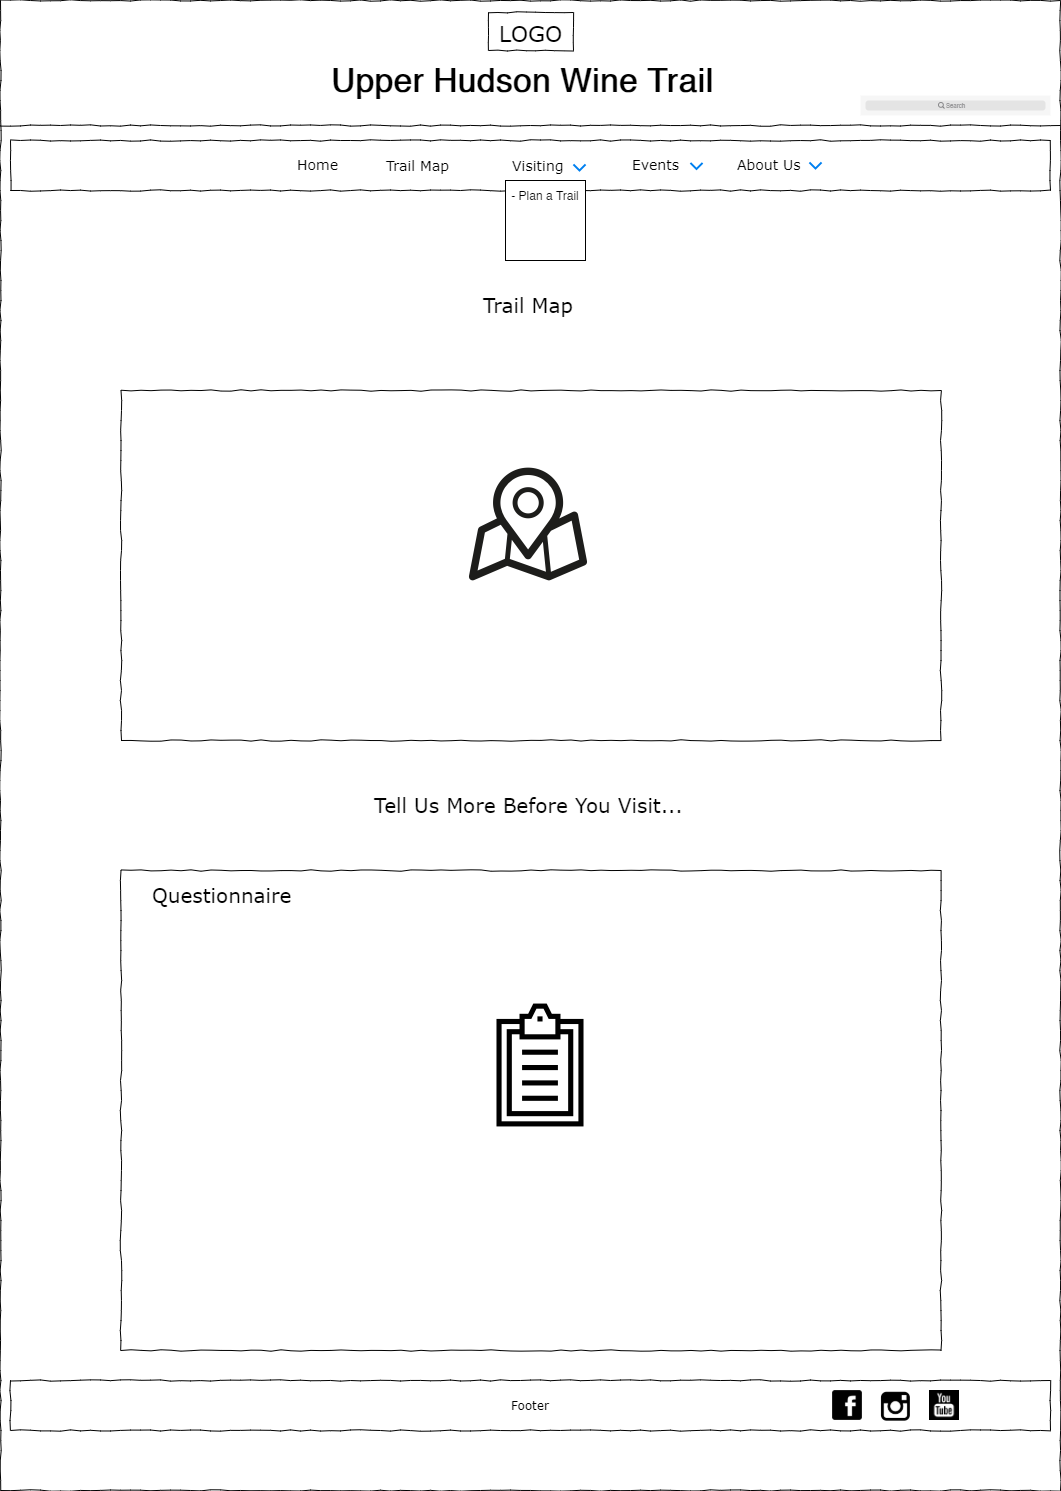 LOGO
Upper Hudson Wine Trail
Search
Home
Trail Map
Visiting
Events
About Us
- Plan a Trail
Trail Map
Tell Us More Before You Visit...
Questionnaire
Footer
You
Tube